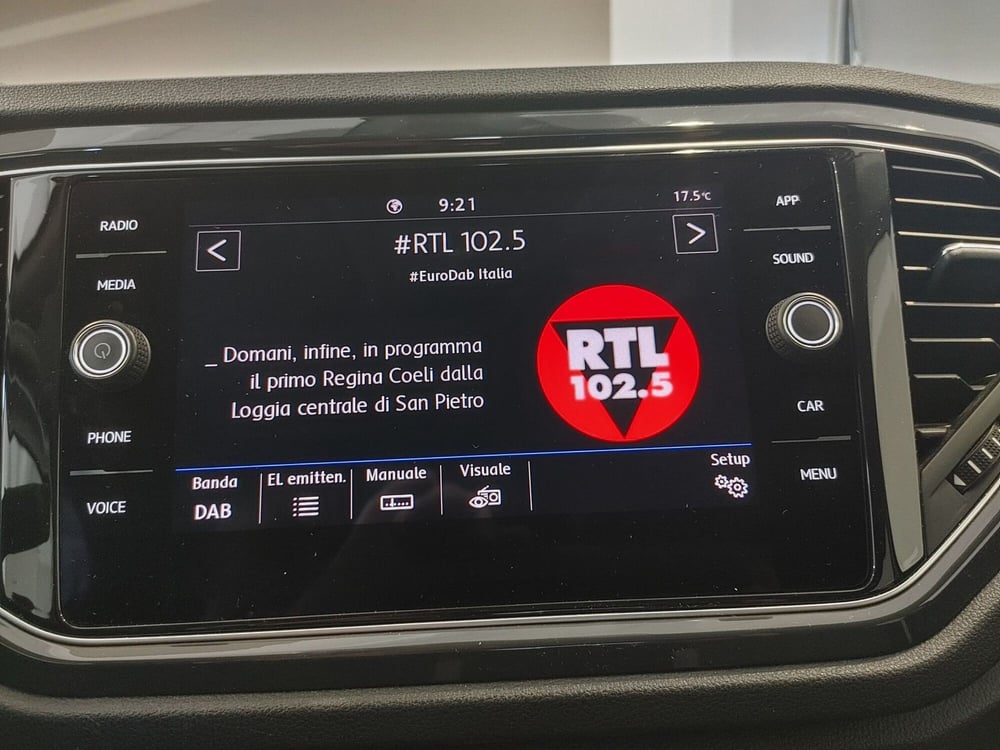 RADIO
MEDIA
PHONE
VOICE
9:21
17.5°C
<
#RTL 102.5
>
#EuroDab Italia
_Domani, infine, in programma
il primo Regina Coeli dalla
Loggia centrale di San Pietro
RTL
102.5
Banda
DAB
EL emitten.
Manuale
Visuale
Setup
APP
SOUND
CAR
MENU